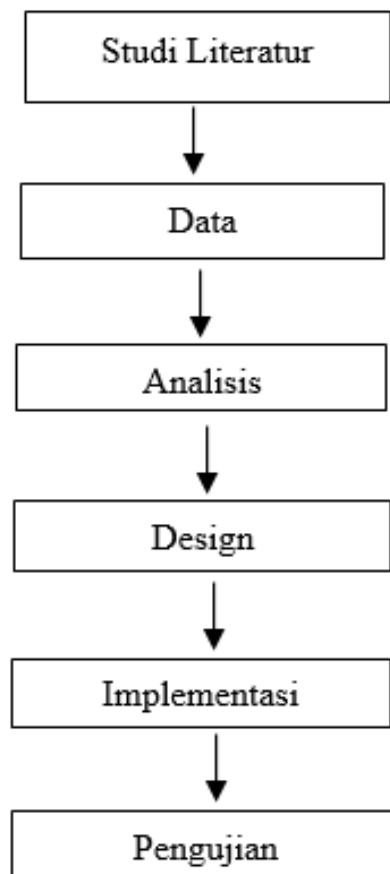 Studi Literatur
Data
Analisis
Design
Implementasi
Pengujian